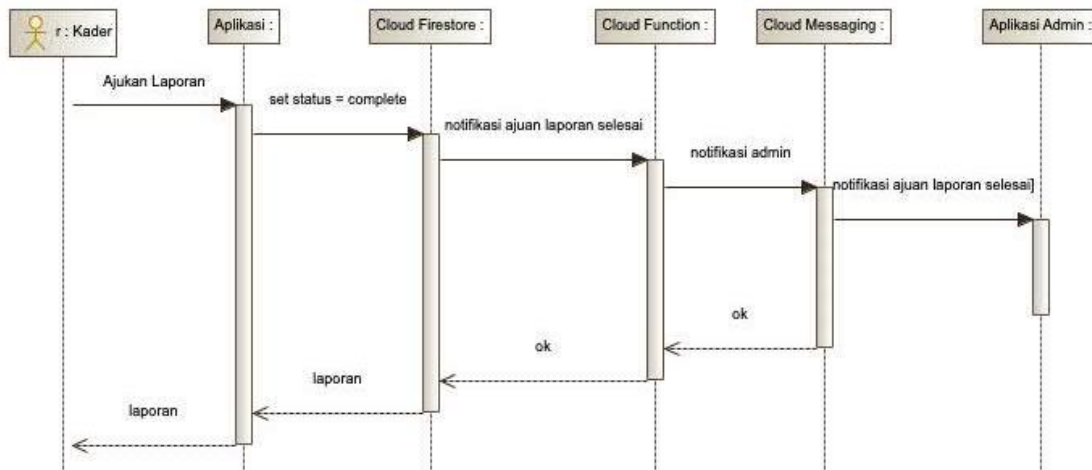 r : Kader
Aplikasi :
Cloud Firestore :
Cloud Function :
Cloud Messaging :
Aplikasi Admin :
Ajukan Laporan
set status = complete
notifikasi ajuan laporan selesai
notifikasi admin
notifikasi ajuan laporan selesai]
ok
ok
laporan
laporan